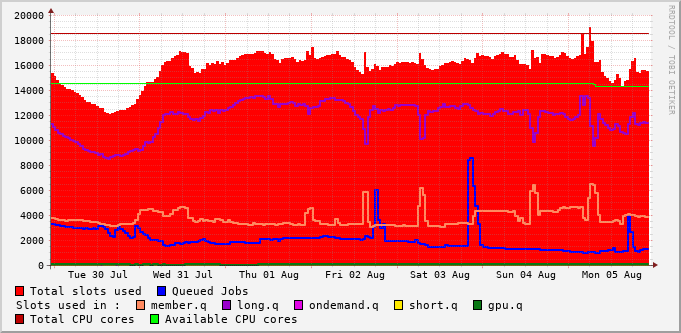 20000
18000
16000
14000
12000
10000
8000
6000
4000
2000
0
Tue 30 Jul Wed 31 Jul Thu 01 Aug Fri 02 Aug Sat 03 Aug Sun 04 Aug Mon 05 Aug
Total slots used Queued Jobs
Slots used in : member.q long.q ondemand.q short.q gpu.q
Total CPU cores Available CPU cores
RRDTOOL / TOBI OETIKER